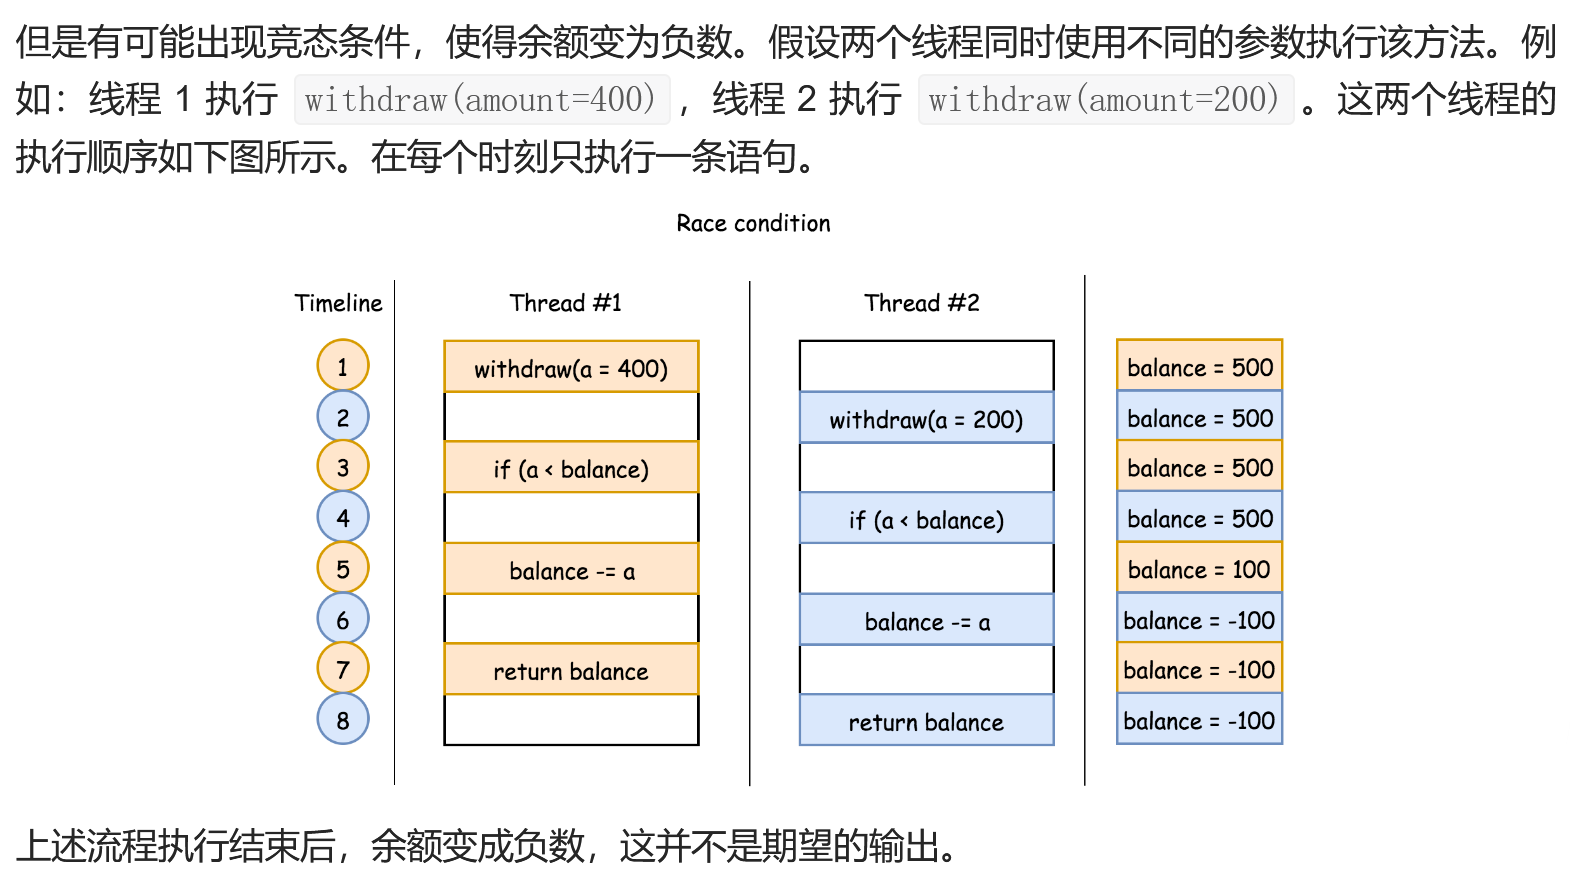 但是有可能出现竞态条件，使得余额变为负数。假设两个线程同时使用不同的参数执行该方法。例
如：线程 1 执行 withdraw(amount=400) ，线程 2 执行 withdraw(amount=200) 。这两个线程的
执行顺序如下图所示。在每个时刻只执行一条语句。
Race condition
Timeline Thread #1 Thread #2
1 withdraw(a = 400) balance = 500
2 withdraw(a = 200) balance = 500
3 if (a < balance) balance = 500
4 if (a < balance) balance = 500
5 balance -= a balance = 100
6 balance -= a balance = -100
7 return balance balance = -100
8 return balance balance = -100
上述流程执行结束后，余额变成负数，这并不是期望的输出。